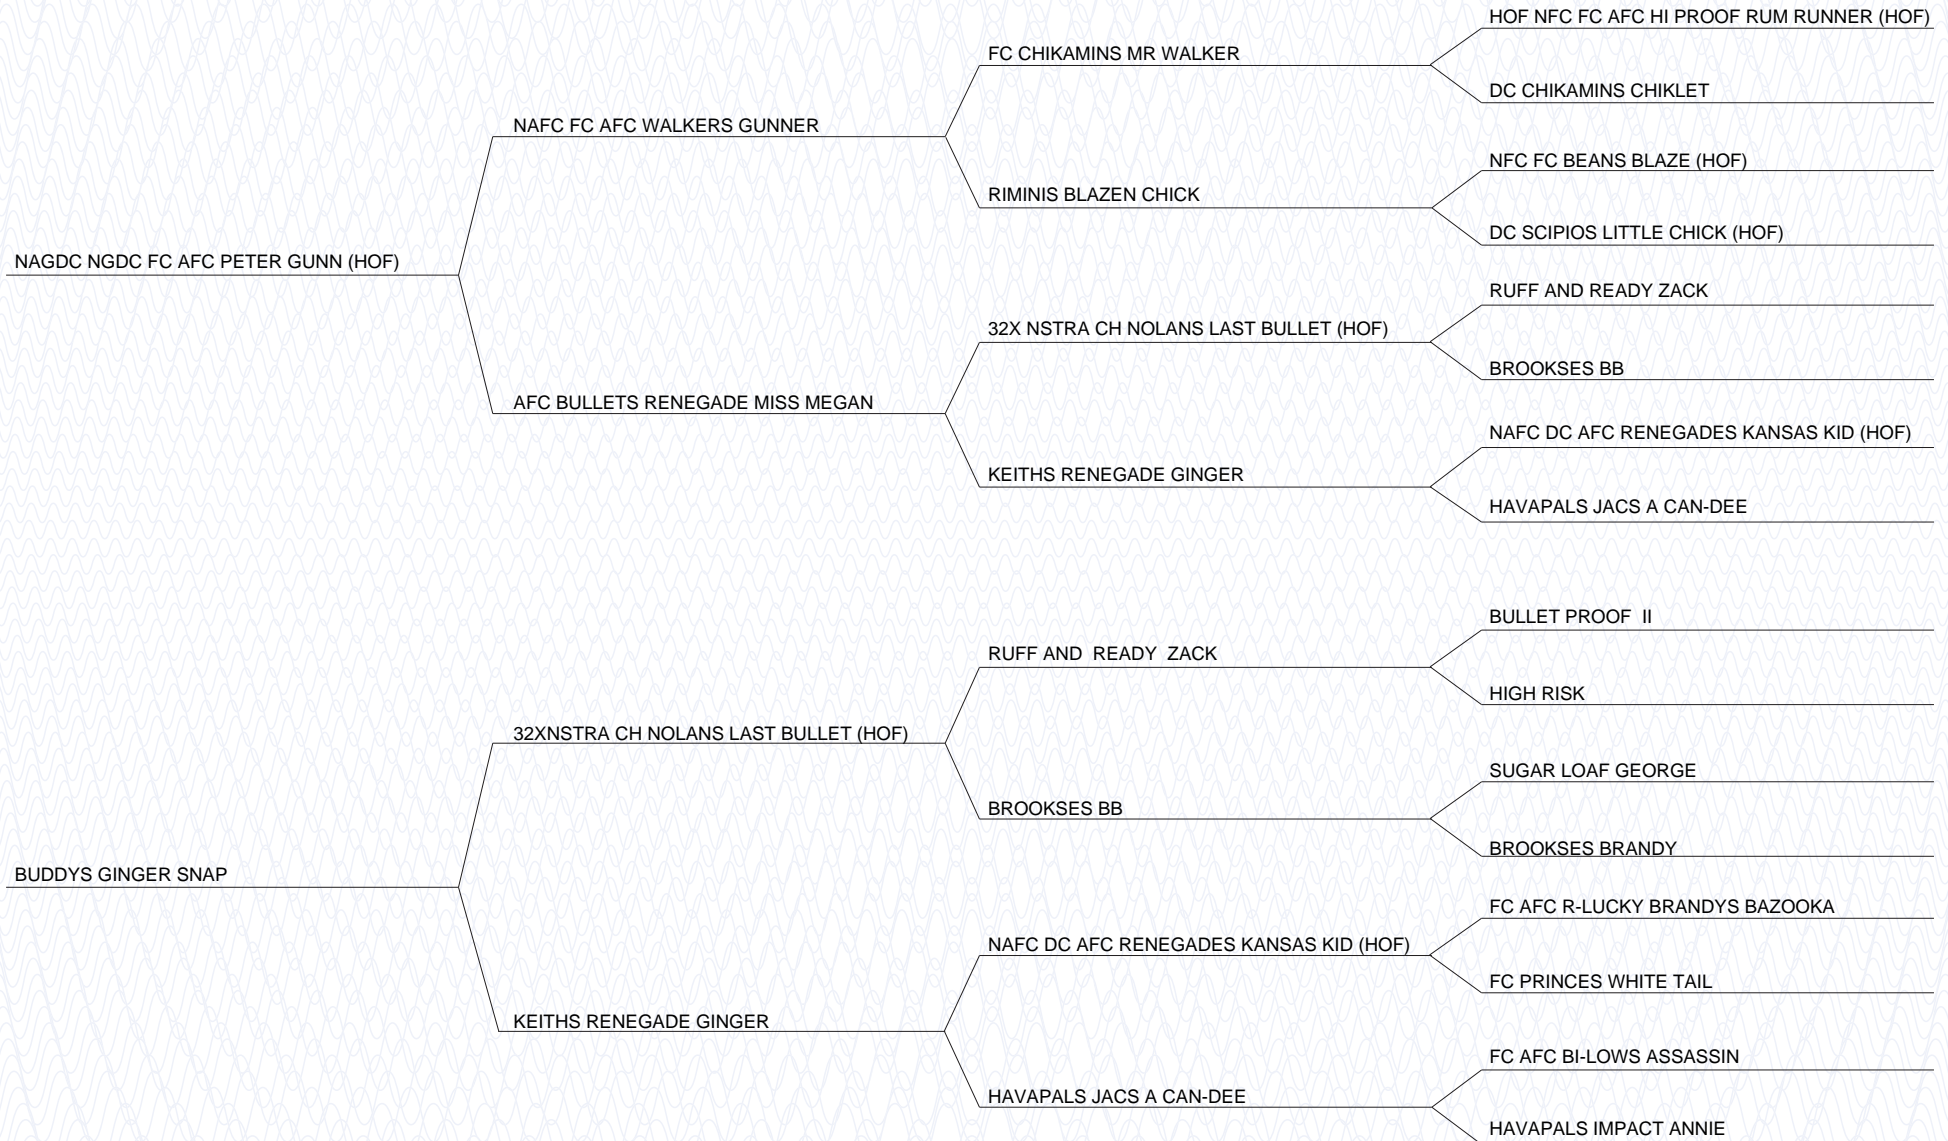 HOF NFC FC AFC HI PROOF RUM RUNNER (HOF)
FC CHIKAMINS MR WALKER
DC CHIKAMINS CHIKLET
NAFC FC AFC WALKERS GUNNER
NFC FC BEANS BLAZE (HOF)
RIMINIS BLAZEN CHICK
DC SCIPIOS LITTLE CHICK (HOF)
NAGDC NGDC FC AFC PETER GUNN (HOF)
RUFF AND READY ZACK
32X NSTRA CH NOLANS LAST BULLET (HOF)
BROOKSES BB
AFC BULLETS RENEGADE MISS MEGAN
NAFC DC AFC RENEGADES KANSAS KID (HOF)
KEITHS RENEGADE GINGER
HAVAPALS JACS A CAN-DEE
BULLET PROOF  II
RUFF AND  READY  ZACK
HIGH RISK
32XNSTRA CH NOLANS LAST BULLET (HOF)
SUGAR LOAF GEORGE
BROOKSES BB
BROOKSES BRANDY
BUDDYS GINGER SNAP
FC AFC R-LUCKY BRANDYS BAZOOKA
NAFC DC AFC RENEGADES KANSAS KID (HOF)
FC PRINCES WHITE TAIL
KEITHS RENEGADE GINGER
FC AFC BI-LOWS ASSASSIN
HAVAPALS JACS A CAN-DEE
HAVAPALS IMPACT ANNIE